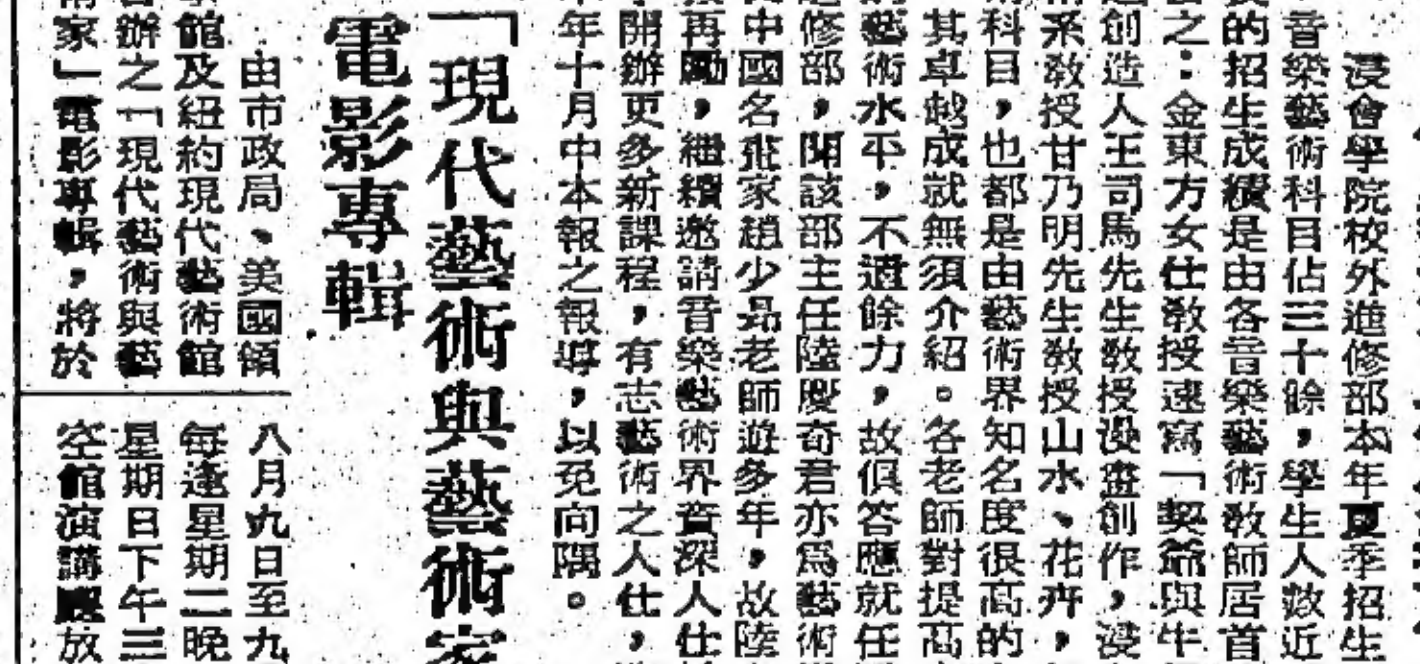 浸會學院校外進修部本年夏季招生
音樂藝術科目佔三十餘，學生人數近
的招生成績是由各音樂藝術教師居首
之：金東方女仕教授速寫「契爺與牛
創造人王司馬先生教授漫畫創作，漫
系教授甘乃明先生教授山水、花卉，
科目，也都是由藝術界知名度很高的
其卓越成就無須介紹。各老師對提高
藝術水平，不遺餘力，故俱答應就任
修部，聞該部主任陸慶奇君亦為藝術
中國名畫家趙少昂老師遊多年，故陸
再勵，繼續邀請音樂藝術界資深人仕
開辦更多新課程，有志藝術之人仕，
年十月中本報之報導，以免向隅。
「現代藝術與藝術家
電影專輯
由市政局、美國領
館及紐約現代藝術館
辦之「現代藝術與藝
家」電影專輯，將於
八月九日至九
每逢星期二晚
星期日下午三
空館演講廳放